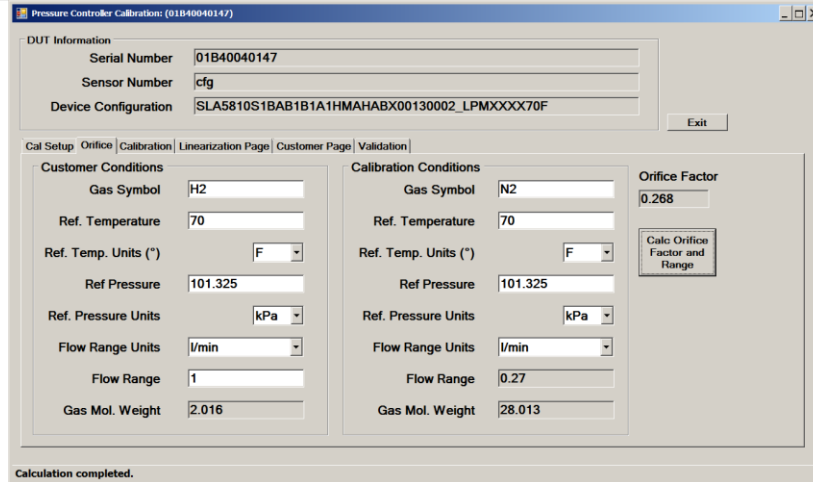 Pressure Controller Calibration: (01B40040147)
DUT Information
Serial Number 01B40040147
Sensor Number cfg
Device Configuration SLA5810S1BAB1B1A1HMAHABX00130002_LPMXXXX70F
Exit
Cal Setup Orifice Calibration Linearization Page Customer Page Validation
Customer Conditions
Gas Symbol H2
Ref. Temperature 70
Ref. Temp. Units (°) F
Ref Pressure 101.325
Ref. Pressure Units kPa
Flow Range Units l/min
Flow Range 1
Gas Mol. Weight 2.016
Calibration Conditions
Gas Symbol N2
Ref. Temperature 70
Ref. Temp. Units (°) F
Ref Pressure 101.325
Ref. Pressure Units kPa
Flow Range Units l/min
Flow Range 0.27
Gas Mol. Weight 28.013
Orifice Factor
0.268
Calc Orifice
Factor and
Range
Calculation completed.